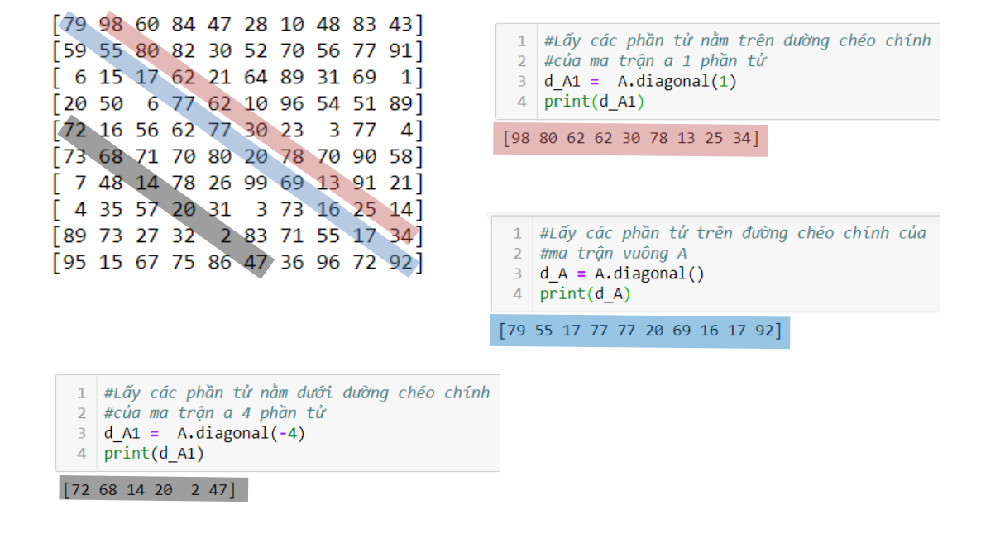 [79 98 60 84 47 28 10 48 83 43]
[59 55 80 82 30 52 70 56 77 91]
[ 6 15 17 62 21 64 89 31 69  1]
[20 50  6 77 62 10 96 54 51 89]
[72 16 56 62 77 30 23  3 77  4]
[73 68 71 70 80 20 78 70 90 58]
[ 7 48 14 78 26 99 69 13 91 21]
[ 4 35 57 20 31  3 73 16 25 14]
[89 73 27 32  2 83 71 55 17 34]
[95 15 67 75 86 47 36 96 72 92]
1 #Lấy các phần tử nằm trên đường chéo chính
2 #của ma trận a 1 phần tử
3 d_A1 =  A.diagonal(1)
4 print(d_A1)
[98 80 62 62 30 78 13 25 34]
1 #Lấy các phần tử trên đường chéo chính của
2 #ma trận vuông A
3 d_A = A.diagonal()
4 print(d_A)
[79 55 17 77 77 20 69 16 17 92]
1 #Lấy các phần tử nằm dưới đường chéo chính
2 #của ma trận a 4 phần tử
3 d_A1 =  A.diagonal(-4)
4 print(d_A1)
[72 68 14 20  2 47]